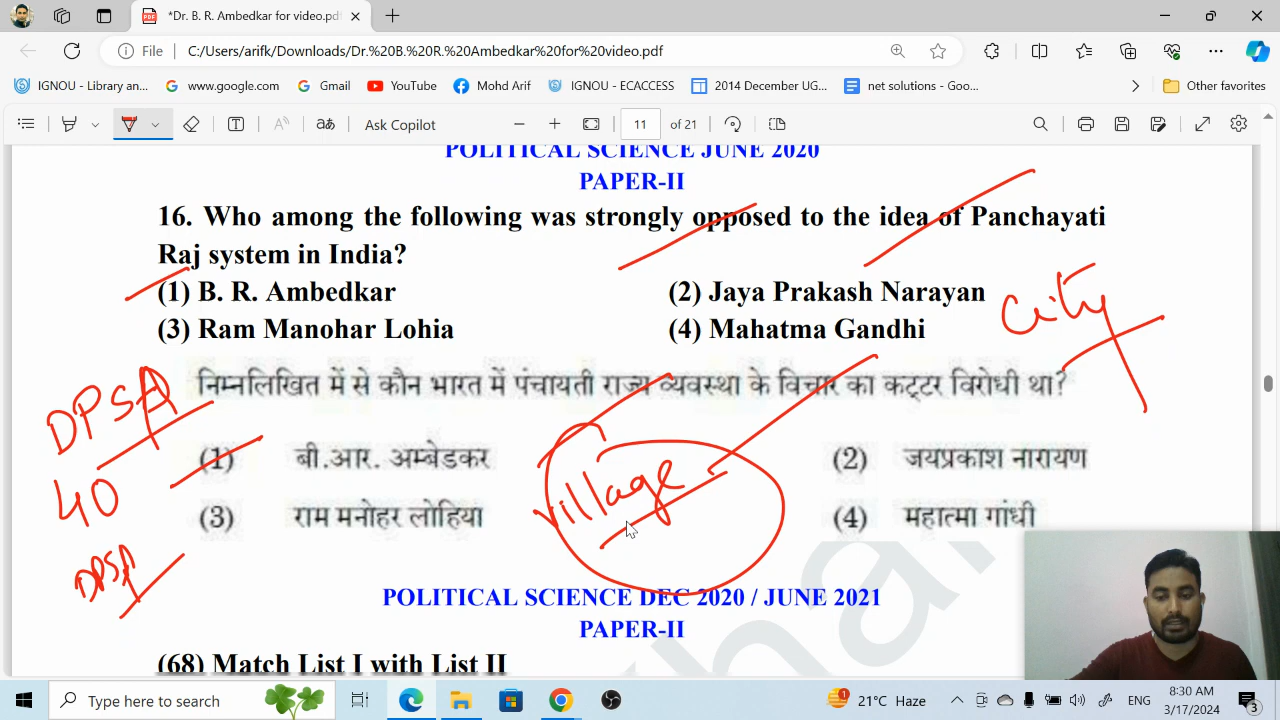 *Dr. B. R. Ambedkar for video.pdf
File C:/Users/arifk/Downloads/Dr.%20B.%20R.%20Ambedkar%20for%20video.pdf
IGNOU - Library an... www.google.com Gmail YouTube Mohd Arif IGNOU - ECACCESS 2014 December UG... net solutions - Goo... Other favorites
Ask Copilot 11 of 21
POLITICAL SCIENCE JUNE 2020
PAPER-II
16. Who among the following was strongly opposed to the idea of Panchayati
Raj system in India?
(1) B. R. Ambedkar (2) Jaya Prakash Narayan
(3) Ram Manohar Lohia (4) Mahatma Gandhi
City
निम्नलिखित में से कौन भारत में पंचायती राज्य व्यवस्था के विचार का कट्टर विरोधी था?
DPSA
(1) बी.आर. अम्बेडकर (2) जयप्रकाश नारायण
40 Village
(3) राम मनोहर लोहिया (4) महात्मा गांधी
DPSA
POLITICAL SCIENCE DEC 2020 / JUNE 2021
PAPER-II
(68) Match List I with List II
Type here to search 1 21°C Haze ENG 8:30 AM
3/17/2024 3